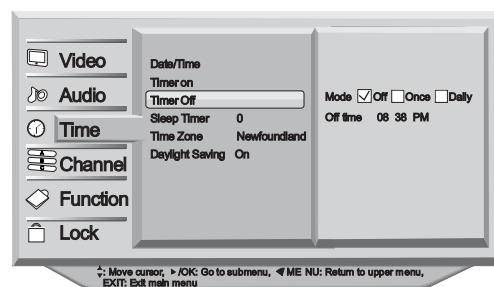 Video
Audio
Time
Channel
Function
Lock
Date/Time
Timer on
Timer Off
Sleep Timer 0
Time Zone Newfoundland
Daylight Saving On
Mode Off Once Daily
Off time 08 38 PM
: Move cursor, ►/OK: Go to submenu, ◄ME NU: Return to upper menu,
EXIT: Exit main menu